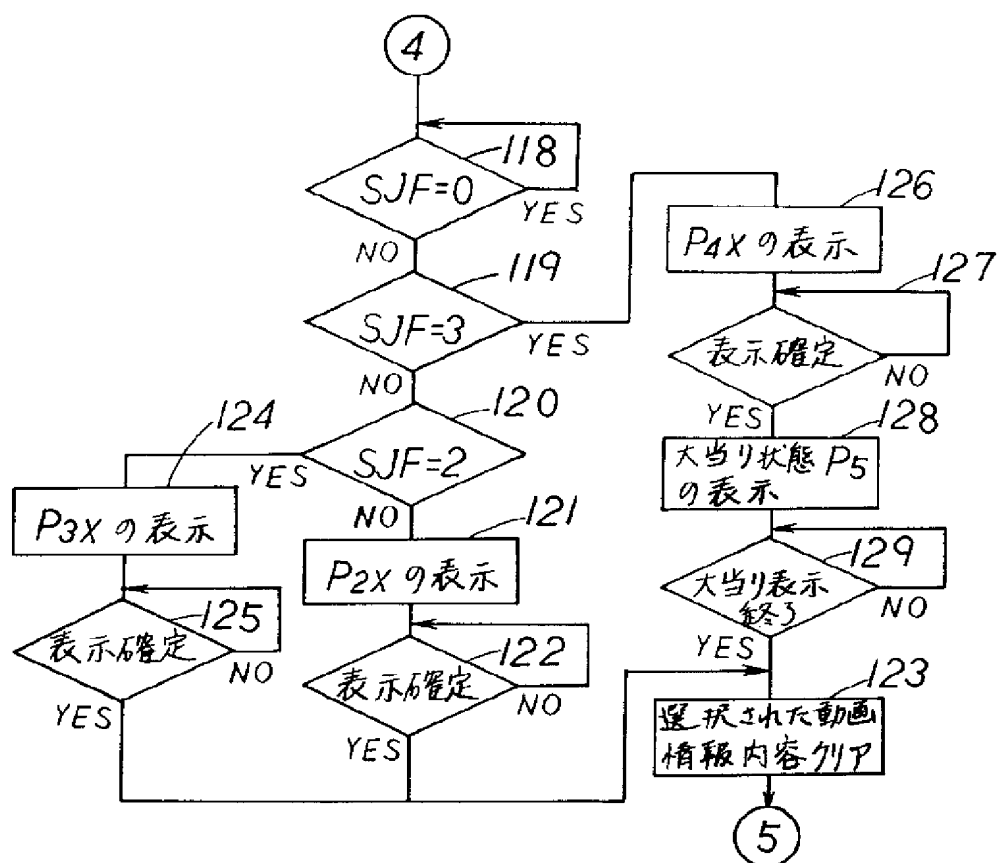 4
118
SJF=0
YES
NO
119
SJF=3
YES
NO
120
SJF=2
YES
NO
124
P3Xの表示
125
表示確定
NO
YES
121
P2Xの表示
122
表示確定
NO
YES
126
P4Xの表示
127
表示確定
NO
YES
128
大当り状態P5
の表示
129
大当り表示
終了
NO
YES
123
選択された動画
情報内容クリア
5